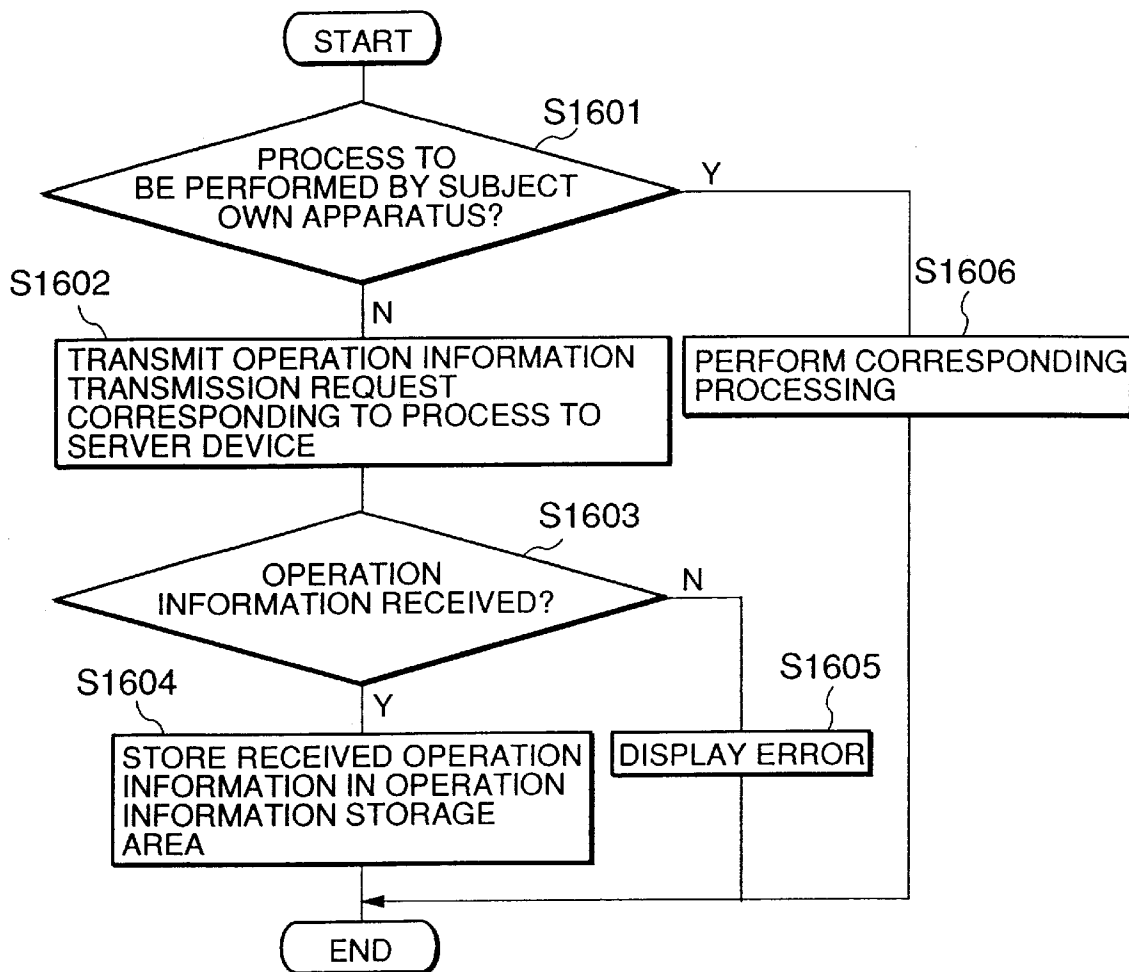 START
S1601
PROCESS TO
BE PERFORMED BY SUBJECT
OWN APPARATUS?
Y
S1602
N
S1606
TRANSMIT OPERATION INFORMATION
TRANSMISSION REQUEST
CORRESPONDING TO PROCESS TO
SERVER DEVICE
PERFORM CORRESPONDING
PROCESSING
S1603
OPERATION
INFORMATION RECEIVED?
N
S1604
Y
S1605
STORE RECEIVED OPERATION
INFORMATION IN OPERATION
INFORMATION STORAGE
AREA
DISPLAY ERROR
END